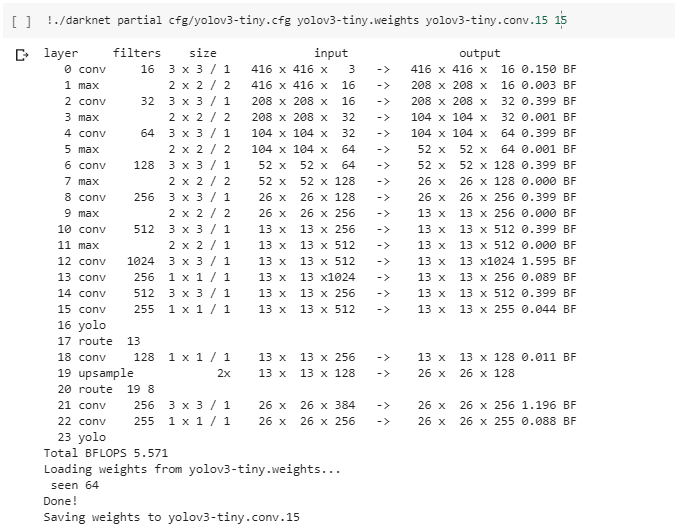 [ ] !./darknet partial cfg/yolov3-tiny.cfg yolov3-tiny.weights yolov3-tiny.conv.15 15
layer     filters    size              input                output
   0 conv     16  3 x 3 / 1   416 x 416 x   3   ->   416 x 416 x  16 0.150 BF
   1 max          2 x 2 / 2   416 x 416 x  16   ->   208 x 208 x  16 0.003 BF
   2 conv     32  3 x 3 / 1   208 x 208 x  16   ->   208 x 208 x  32 0.399 BF
   3 max          2 x 2 / 2   208 x 208 x  32   ->   104 x 104 x  32 0.001 BF
   4 conv     64  3 x 3 / 1   104 x 104 x  32   ->   104 x 104 x  64 0.399 BF
   5 max          2 x 2 / 2   104 x 104 x  64   ->    52 x  52 x  64 0.001 BF
   6 conv    128  3 x 3 / 1    52 x  52 x  64   ->    52 x  52 x 128 0.399 BF
   7 max          2 x 2 / 2    52 x  52 x 128   ->    26 x  26 x 128 0.000 BF
   8 conv    256  3 x 3 / 1    26 x  26 x 128   ->    26 x  26 x 256 0.399 BF
   9 max          2 x 2 / 2    26 x  26 x 256   ->    13 x  13 x 256 0.000 BF
  10 conv    512  3 x 3 / 1    13 x  13 x 256   ->    13 x  13 x 512 0.399 BF
  11 max          2 x 2 / 1    13 x  13 x 512   ->    13 x  13 x 512 0.000 BF
  12 conv   1024  3 x 3 / 1    13 x  13 x 512   ->    13 x  13 x1024 1.595 BF
  13 conv    256  1 x 1 / 1    13 x  13 x1024   ->    13 x  13 x 256 0.089 BF
  14 conv    512  3 x 3 / 1    13 x  13 x 256   ->    13 x  13 x 512 0.399 BF
  15 conv    255  1 x 1 / 1    13 x  13 x 512   ->    13 x  13 x 255 0.044 BF
  16 yolo
  17 route  13
  18 conv    128  1 x 1 / 1    13 x  13 x 256   ->    13 x  13 x 128 0.011 BF
  19 upsample            2x    13 x  13 x 128   ->    26 x  26 x 128
  20 route  19 8
  21 conv    256  3 x 3 / 1    26 x  26 x 384   ->    26 x  26 x 256 1.196 BF
  22 conv    255  1 x 1 / 1    26 x  26 x 256   ->    26 x  26 x 255 0.088 BF
  23 yolo
Total BFLOPS 5.571
Loading weights from yolov3-tiny.weights...
 seen 64
Done!
Saving weights to yolov3-tiny.conv.15